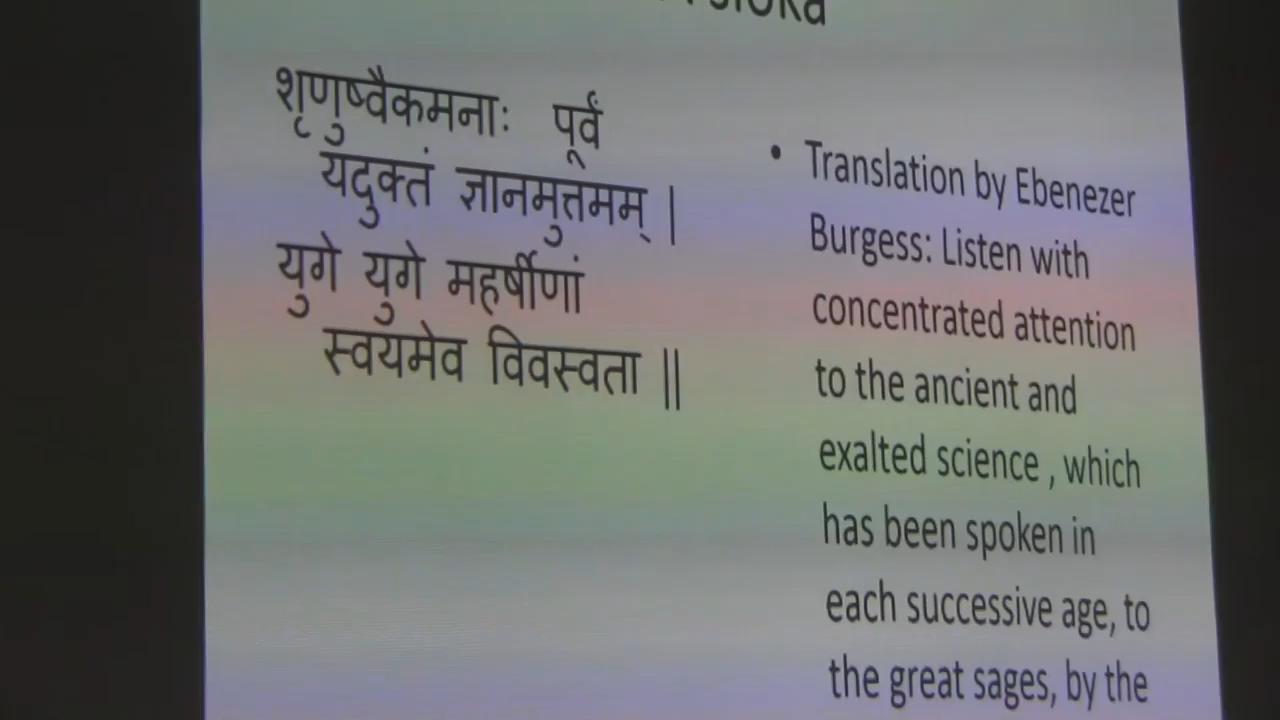 शृणुष्वैकमनाः पूर्वं
यदुक्तं ज्ञानमुत्तमम् |
युगे युगे महर्षीणां
स्वयमेव विवस्वता ||
• Translation by Ebenezer
Burgess: Listen with
concentrated attention
to the ancient and
exalted science , which
has been spoken in
each successive age, to
the great sages, by the